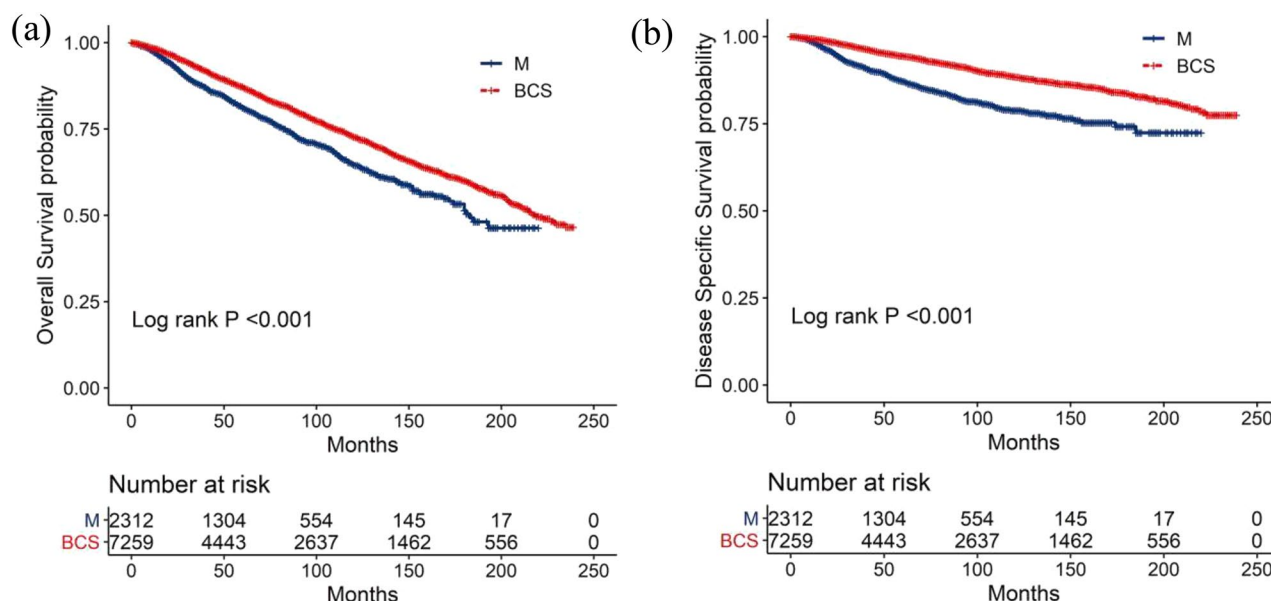 (a)
Overall Survival probability
1.00
0.75
0.50
0.25
0.00
M
BCS
Log rank P <0.001
0 50 100 150 200 250
Months
Number at risk
M 2312 1304 554 145 17 0
BCS 7259 4443 2637 1462 556 0
0 50 100 150 200 250
Months
(b)
Disease Specific Survival probability
1.00
0.75
0.50
0.25
0.00
M
BCS
Log rank P <0.001
0 50 100 150 200 250
Months
Number at risk
M 2312 1304 554 145 17 0
BCS 7259 4443 2637 1462 556 0
0 50 100 150 200 250
Months